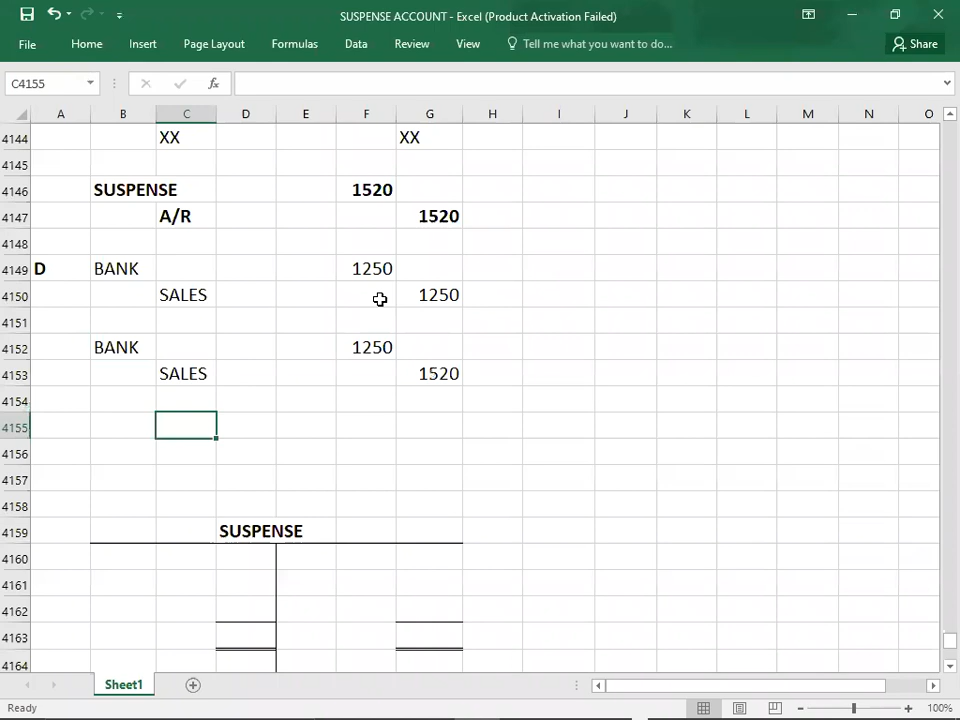 SUSPENSE ACCOUNT - Excel (Product Activation Failed)
File Home Insert Page Layout Formulas Data Review View Tell me what you want to do... Share
C4155 fx
A B C D E F G H I J K L M N O
4144 XX XX
4145
4146 SUSPENSE 1520
4147 A/R 1520
4148
4149 D BANK 1250
4150 SALES 1250
4151
4152 BANK 1250
4153 SALES 1520
4154
4155
4156
4157
4158
4159 SUSPENSE
4160
4161
4162
4163
4164
Sheet1
Ready 100%